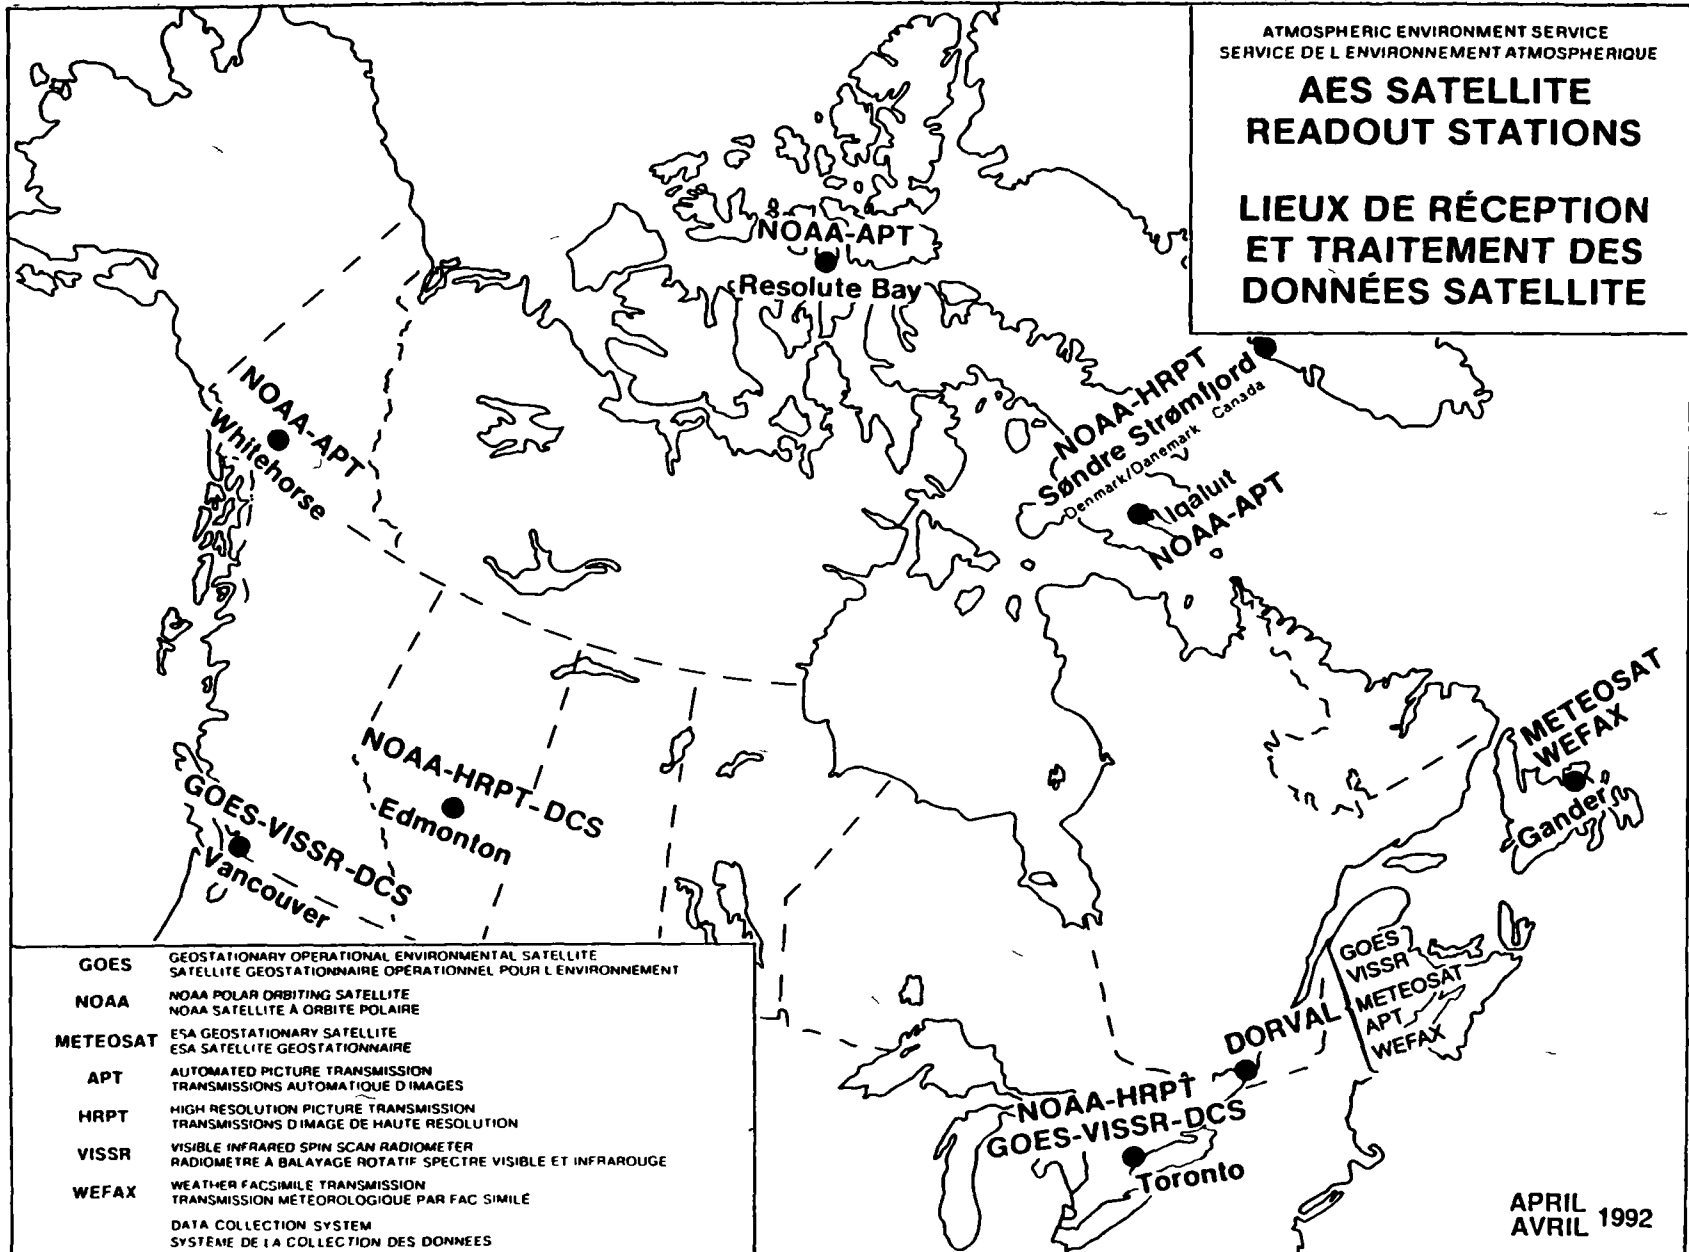 ATMOSPHERIC ENVIRONMENT SERVICE
SERVICE DE L ENVIRONNEMENT ATMOSPHERIQUE
AES SATELLITE
READOUT STATIONS
LIEUX DE RÉCEPTION
ET TRAITEMENT DES
DONNÉES SATELLITE
NOAA-APT
Resolute Bay
NOAA-APT
Whitehorse
NOAA-HRPT
Søndre Strømfjord
Denmark/Danemark Canada
Iqaluit
NOAA-APT
METEOSAT
WEFAX
Gander
NOAA-HRPT-DCS
Edmonton
GOES-VISSR-DCS
Vancouver
DORVAL
GOES
VISSR
METEOSAT
APT
WEFAX
NOAA-HRPT
GOES-VISSR-DCS
Toronto
GOES GEOSTATIONARY OPERATIONAL ENVIRONMENTAL SATELLITE
SATELLITE GEOSTATIONNAIRE OPERATIONNEL POUR L ENVIRONNEMENT
NOAA NOAA POLAR ORBITING SATELLITE
NOAA SATELLITE À ORBITE POLAIRE
METEOSAT ESA GEOSTATIONARY SATELLITE
ESA SATELLITE GEOSTATIONNAIRE
APT AUTOMATED PICTURE TRANSMISSION
TRANSMISSIONS AUTOMATIQUE D IMAGES
HRPT HIGH RESOLUTION PICTURE TRANSMISSION
TRANSMISSIONS D IMAGE DE HAUTE RESOLUTION
VISSR VISIBLE INFRARED SPIN SCAN RADIOMETER
RADIOMETRE A BALAYAGE ROTATIF SPECTRE VISIBLE ET INFRAROUGE
WEFAX WEATHER FACSIMILE TRANSMISSION
TRANSMISSION MÉTEOROLOGIQUE PAR FAC SIMILÉ
DATA COLLECTION SYSTEM
SYSTÈME DE LA COLLECTION DES DONNEES
APRIL
AVRIL 1992